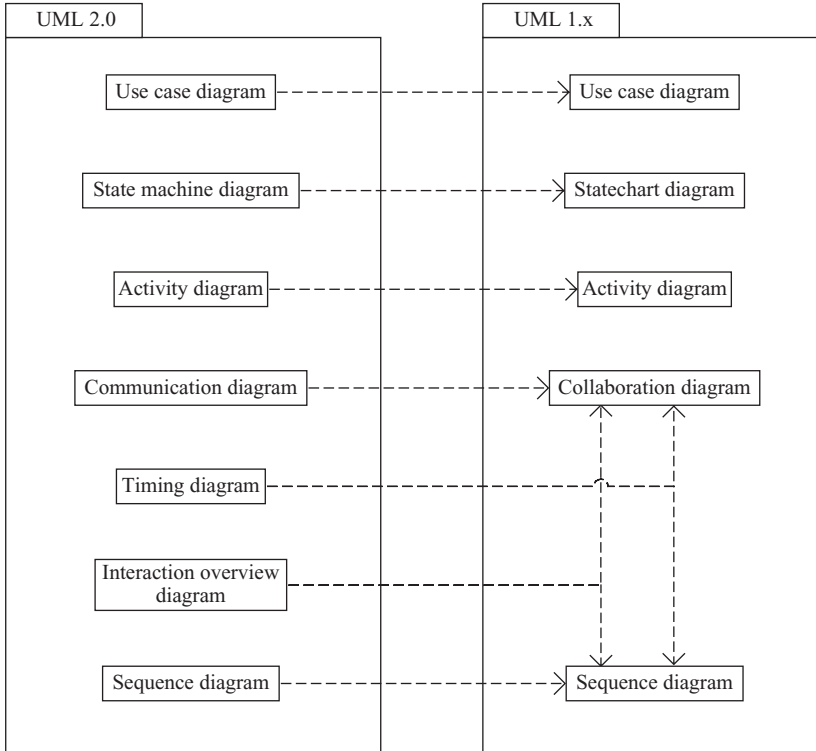 UML 2.0
UML 1.x
Use case diagram
Use case diagram
State machine diagram
Statechart diagram
Activity diagram
Activity diagram
Communication diagram
Collaboration diagram
Timing diagram
Interaction overview
diagram
Sequence diagram
Sequence diagram